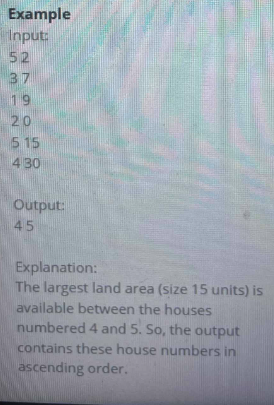 Example
Input:
5 2
3 7
1 9
2 0
5 15
4 30
Output:
4 5
Explanation:
The largest land area (size 15 units) is
available between the houses
numbered 4 and 5. So, the output
contains these house numbers in
ascending order.